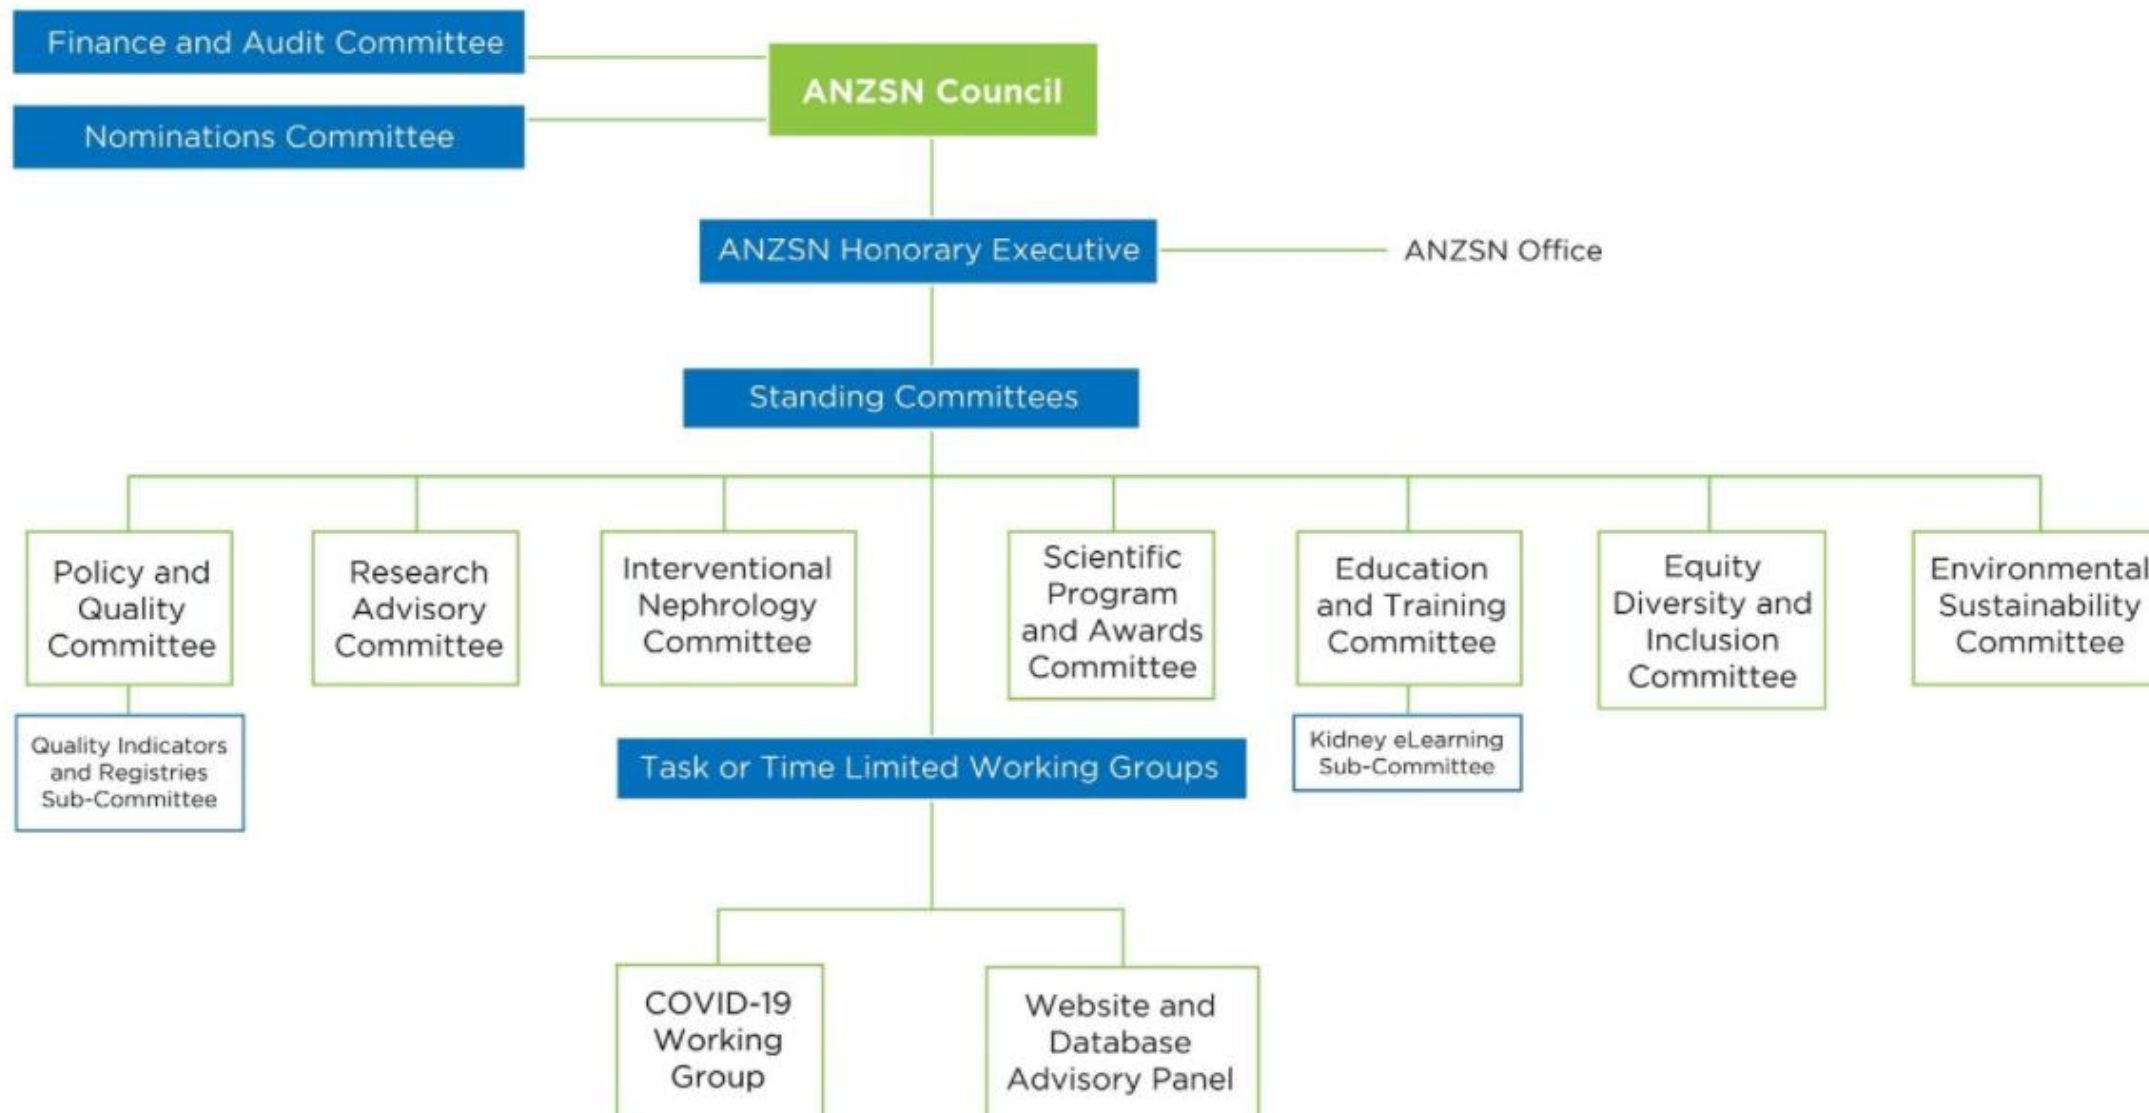 Finance and Audit Committee
ANZSN Council
Nominations Committee
ANZSN Honorary Executive
ANZSN Office
Standing Committees
Policy and
Quality
Committee
Research
Advisory
Committee
Interventional
Nephrology
Committee
Scientific
Program
and Awards
Committee
Education
and Training
Committee
Equity
Diversity and
Inclusion
Committee
Environmental
Sustainability
Committee
Quality Indicators
and Registries
Sub-Committee
Task or Time Limited Working Groups
Kidney eLearning
Sub-Committee
COVID-19
Working
Group
Website and
Database
Advisory Panel